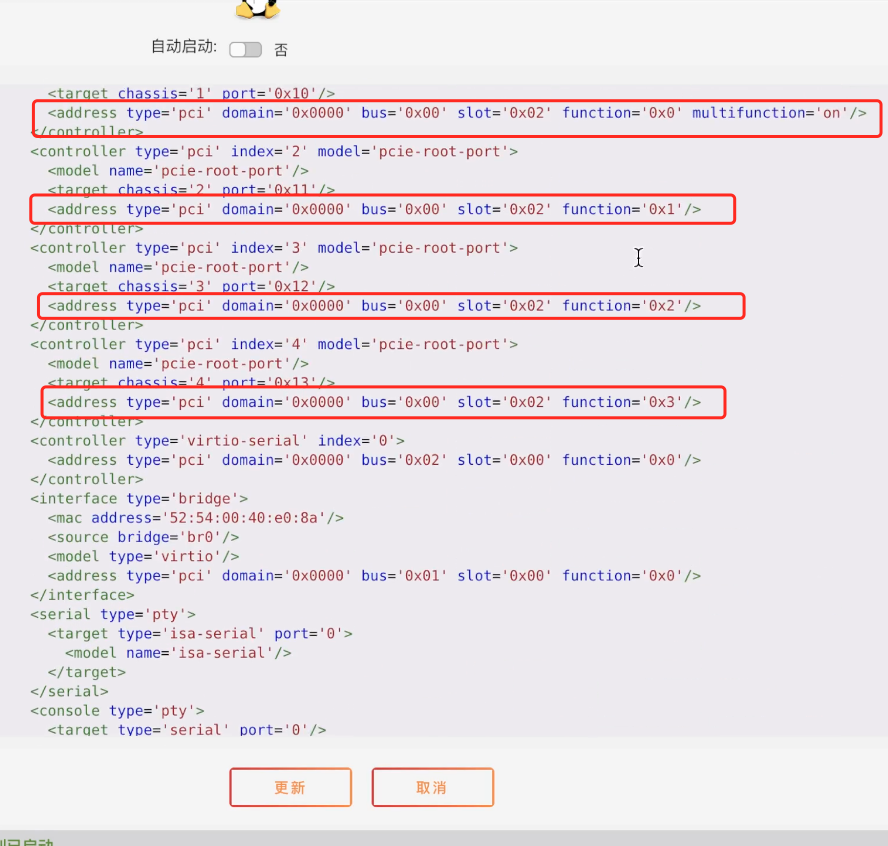 自动启动: 否
<target chassis='1' port='0x10'/>
<address type='pci' domain='0x0000' bus='0x00' slot='0x02' function='0x0' multifunction='on'/>
</controller>
<controller type='pci' index='2' model='pcie-root-port'>
<model name='pcie-root-port'/>
<target chassis='2' port='0x11'/>
<address type='pci' domain='0x0000' bus='0x00' slot='0x02' function='0x1'/>
</controller>
<controller type='pci' index='3' model='pcie-root-port'>
<model name='pcie-root-port'/>
<target chassis='3' port='0x12'/>
<address type='pci' domain='0x0000' bus='0x00' slot='0x02' function='0x2'/>
</controller>
<controller type='pci' index='4' model='pcie-root-port'>
<model name='pcie-root-port'/>
<target chassis='4' port='0x13'/>
<address type='pci' domain='0x0000' bus='0x00' slot='0x02' function='0x3'/>
</controller>
<controller type='virtio-serial' index='0'>
<address type='pci' domain='0x0000' bus='0x02' slot='0x00' function='0x0'/>
</controller>
<interface type='bridge'>
<mac address='52:54:00:40:e0:8a'/>
<source bridge='br0'/>
<model type='virtio'/>
<address type='pci' domain='0x0000' bus='0x01' slot='0x00' function='0x0'/>
</interface>
<serial type='pty'>
<target type='isa-serial' port='0'>
<model name='isa-serial'/>
</target>
</serial>
<console type='pty'>
<target type='serial' port='0'/>
更新 取消
已启动